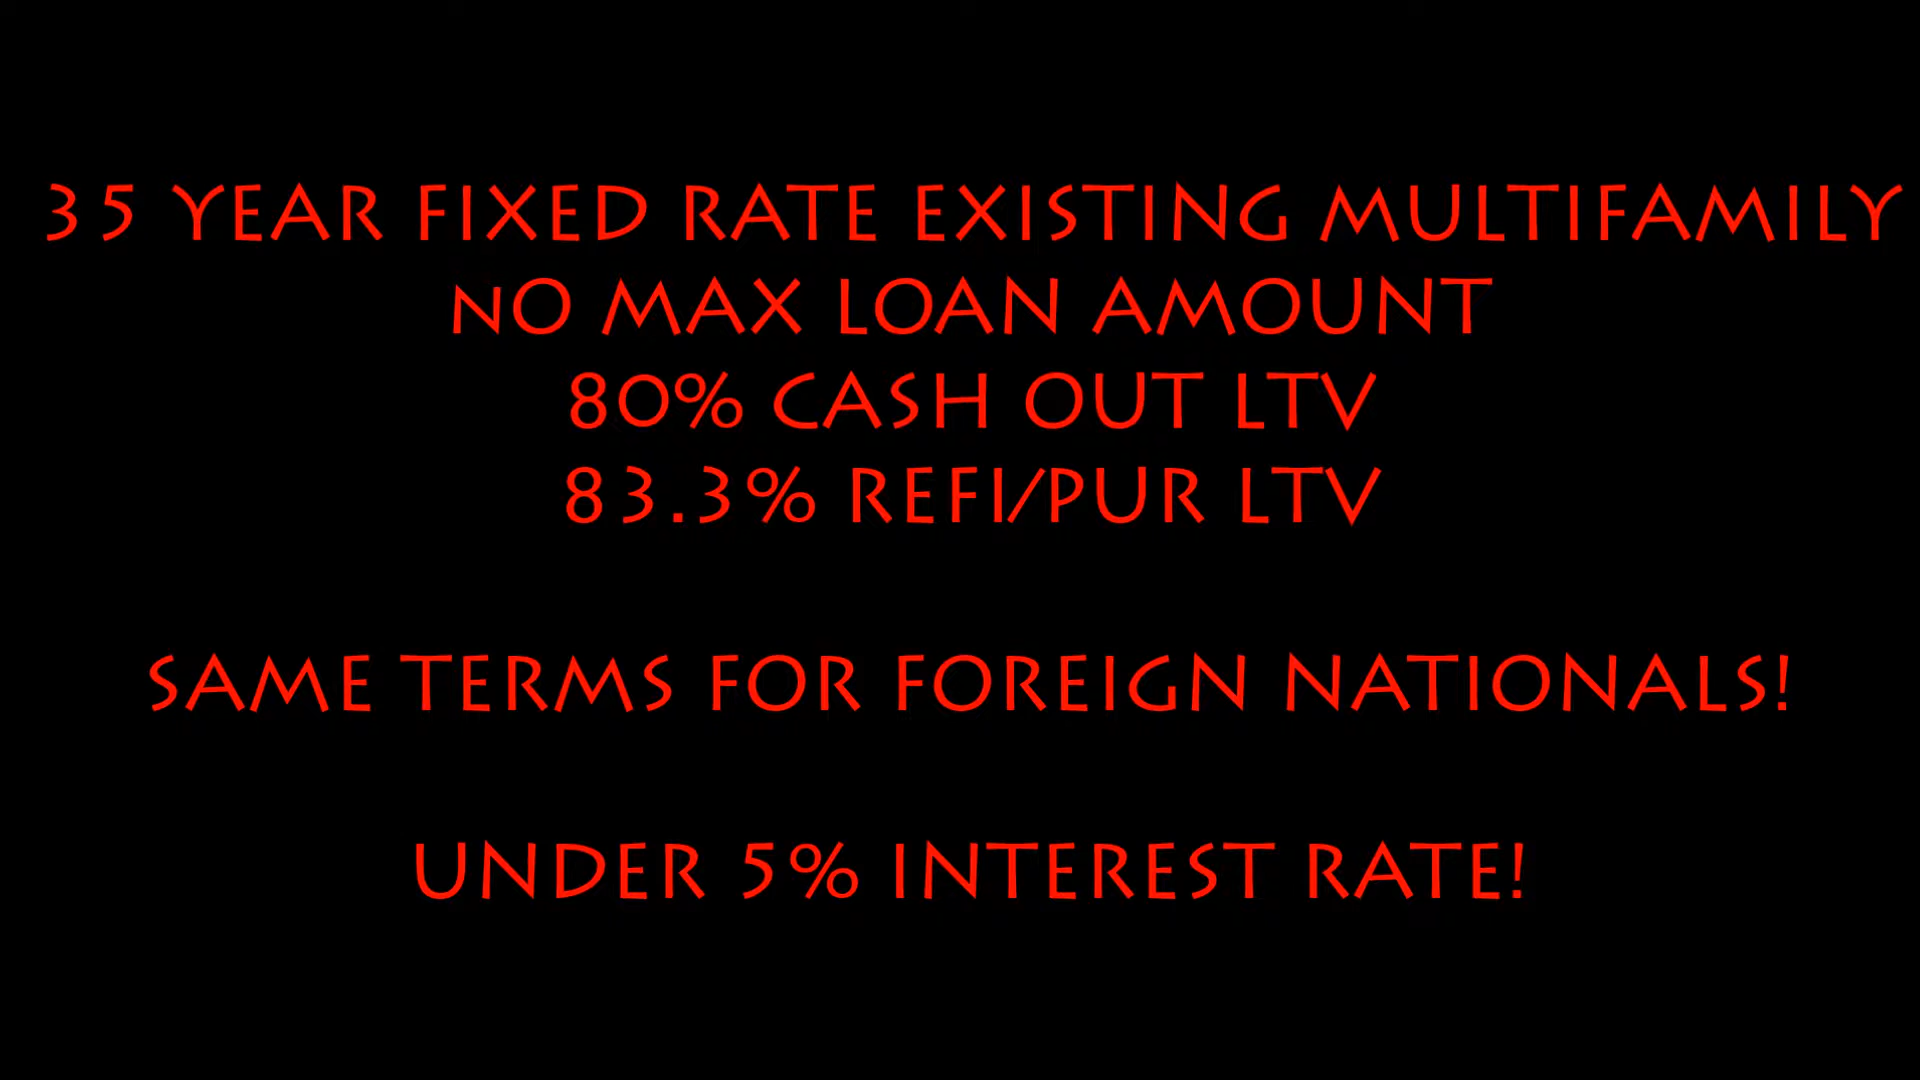 35 YEAR FIXED RATE EXISTING MULTIFAMILY
NO MAX LOAN AMOUNT
80% CASH OUT LTV
83.3% REFI/PUR LTV
SAME TERMS FOR FOREIGN NATIONALS!
UNDER 5% INTEREST RATE!